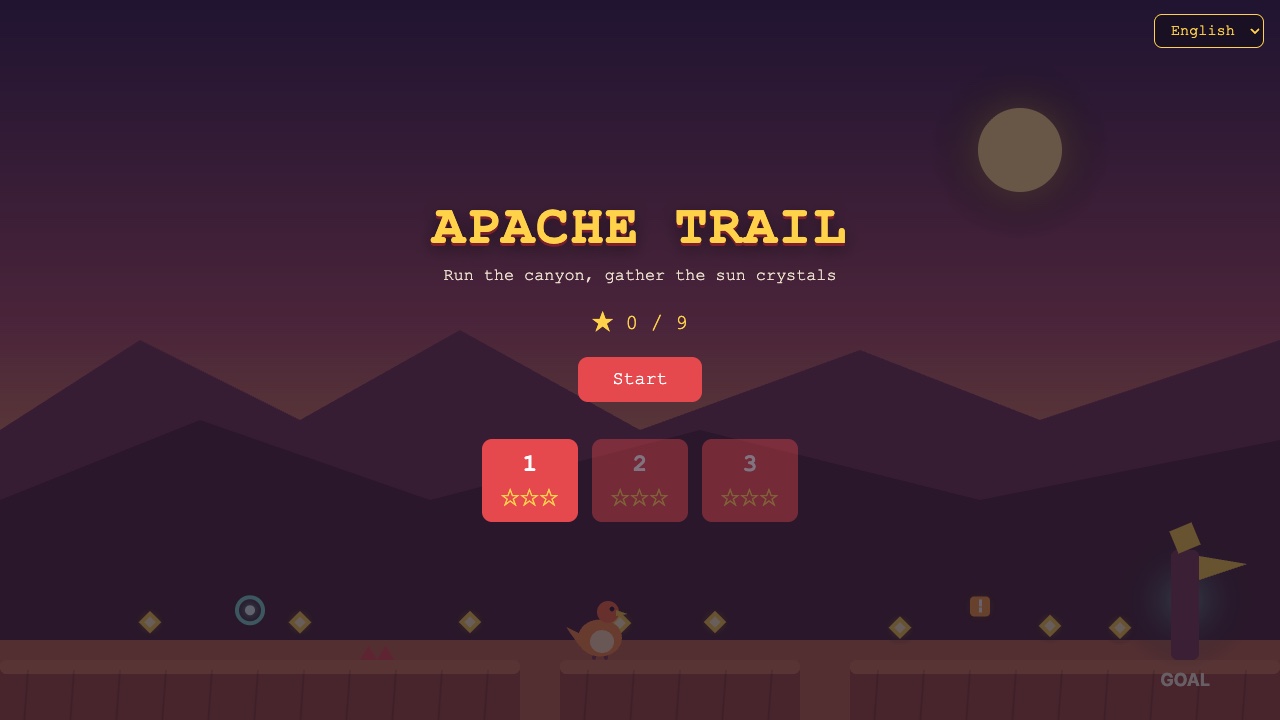 English
APACHE TRAIL
Run the canyon, gather the sun crystals
★ 0 / 9
Start
1 2 3
☆☆☆ ☆☆☆ ☆☆☆
!
GOAL